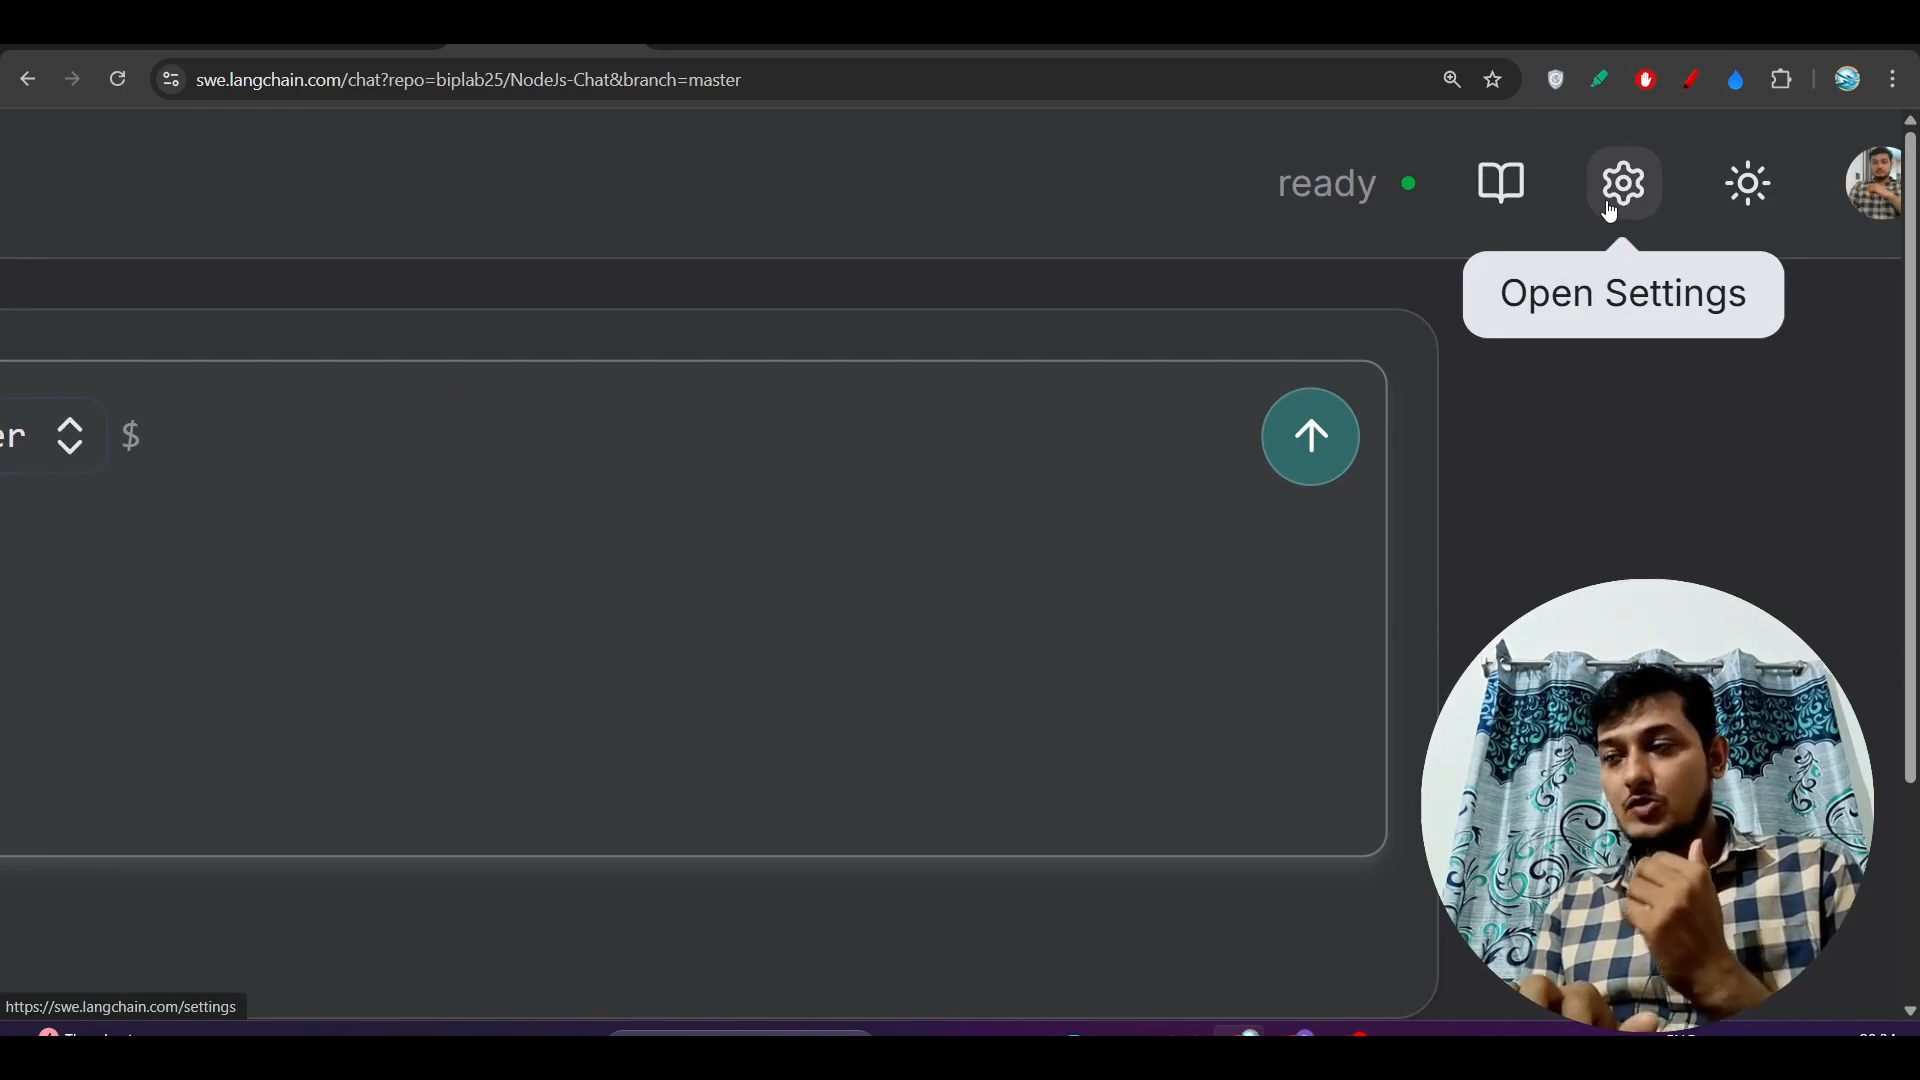 swe.langchain.com/chat?repo=biplab25/NodeJs-Chat&branch=master
ready
Open Settings
er $
https://swe.langchain.com/settings